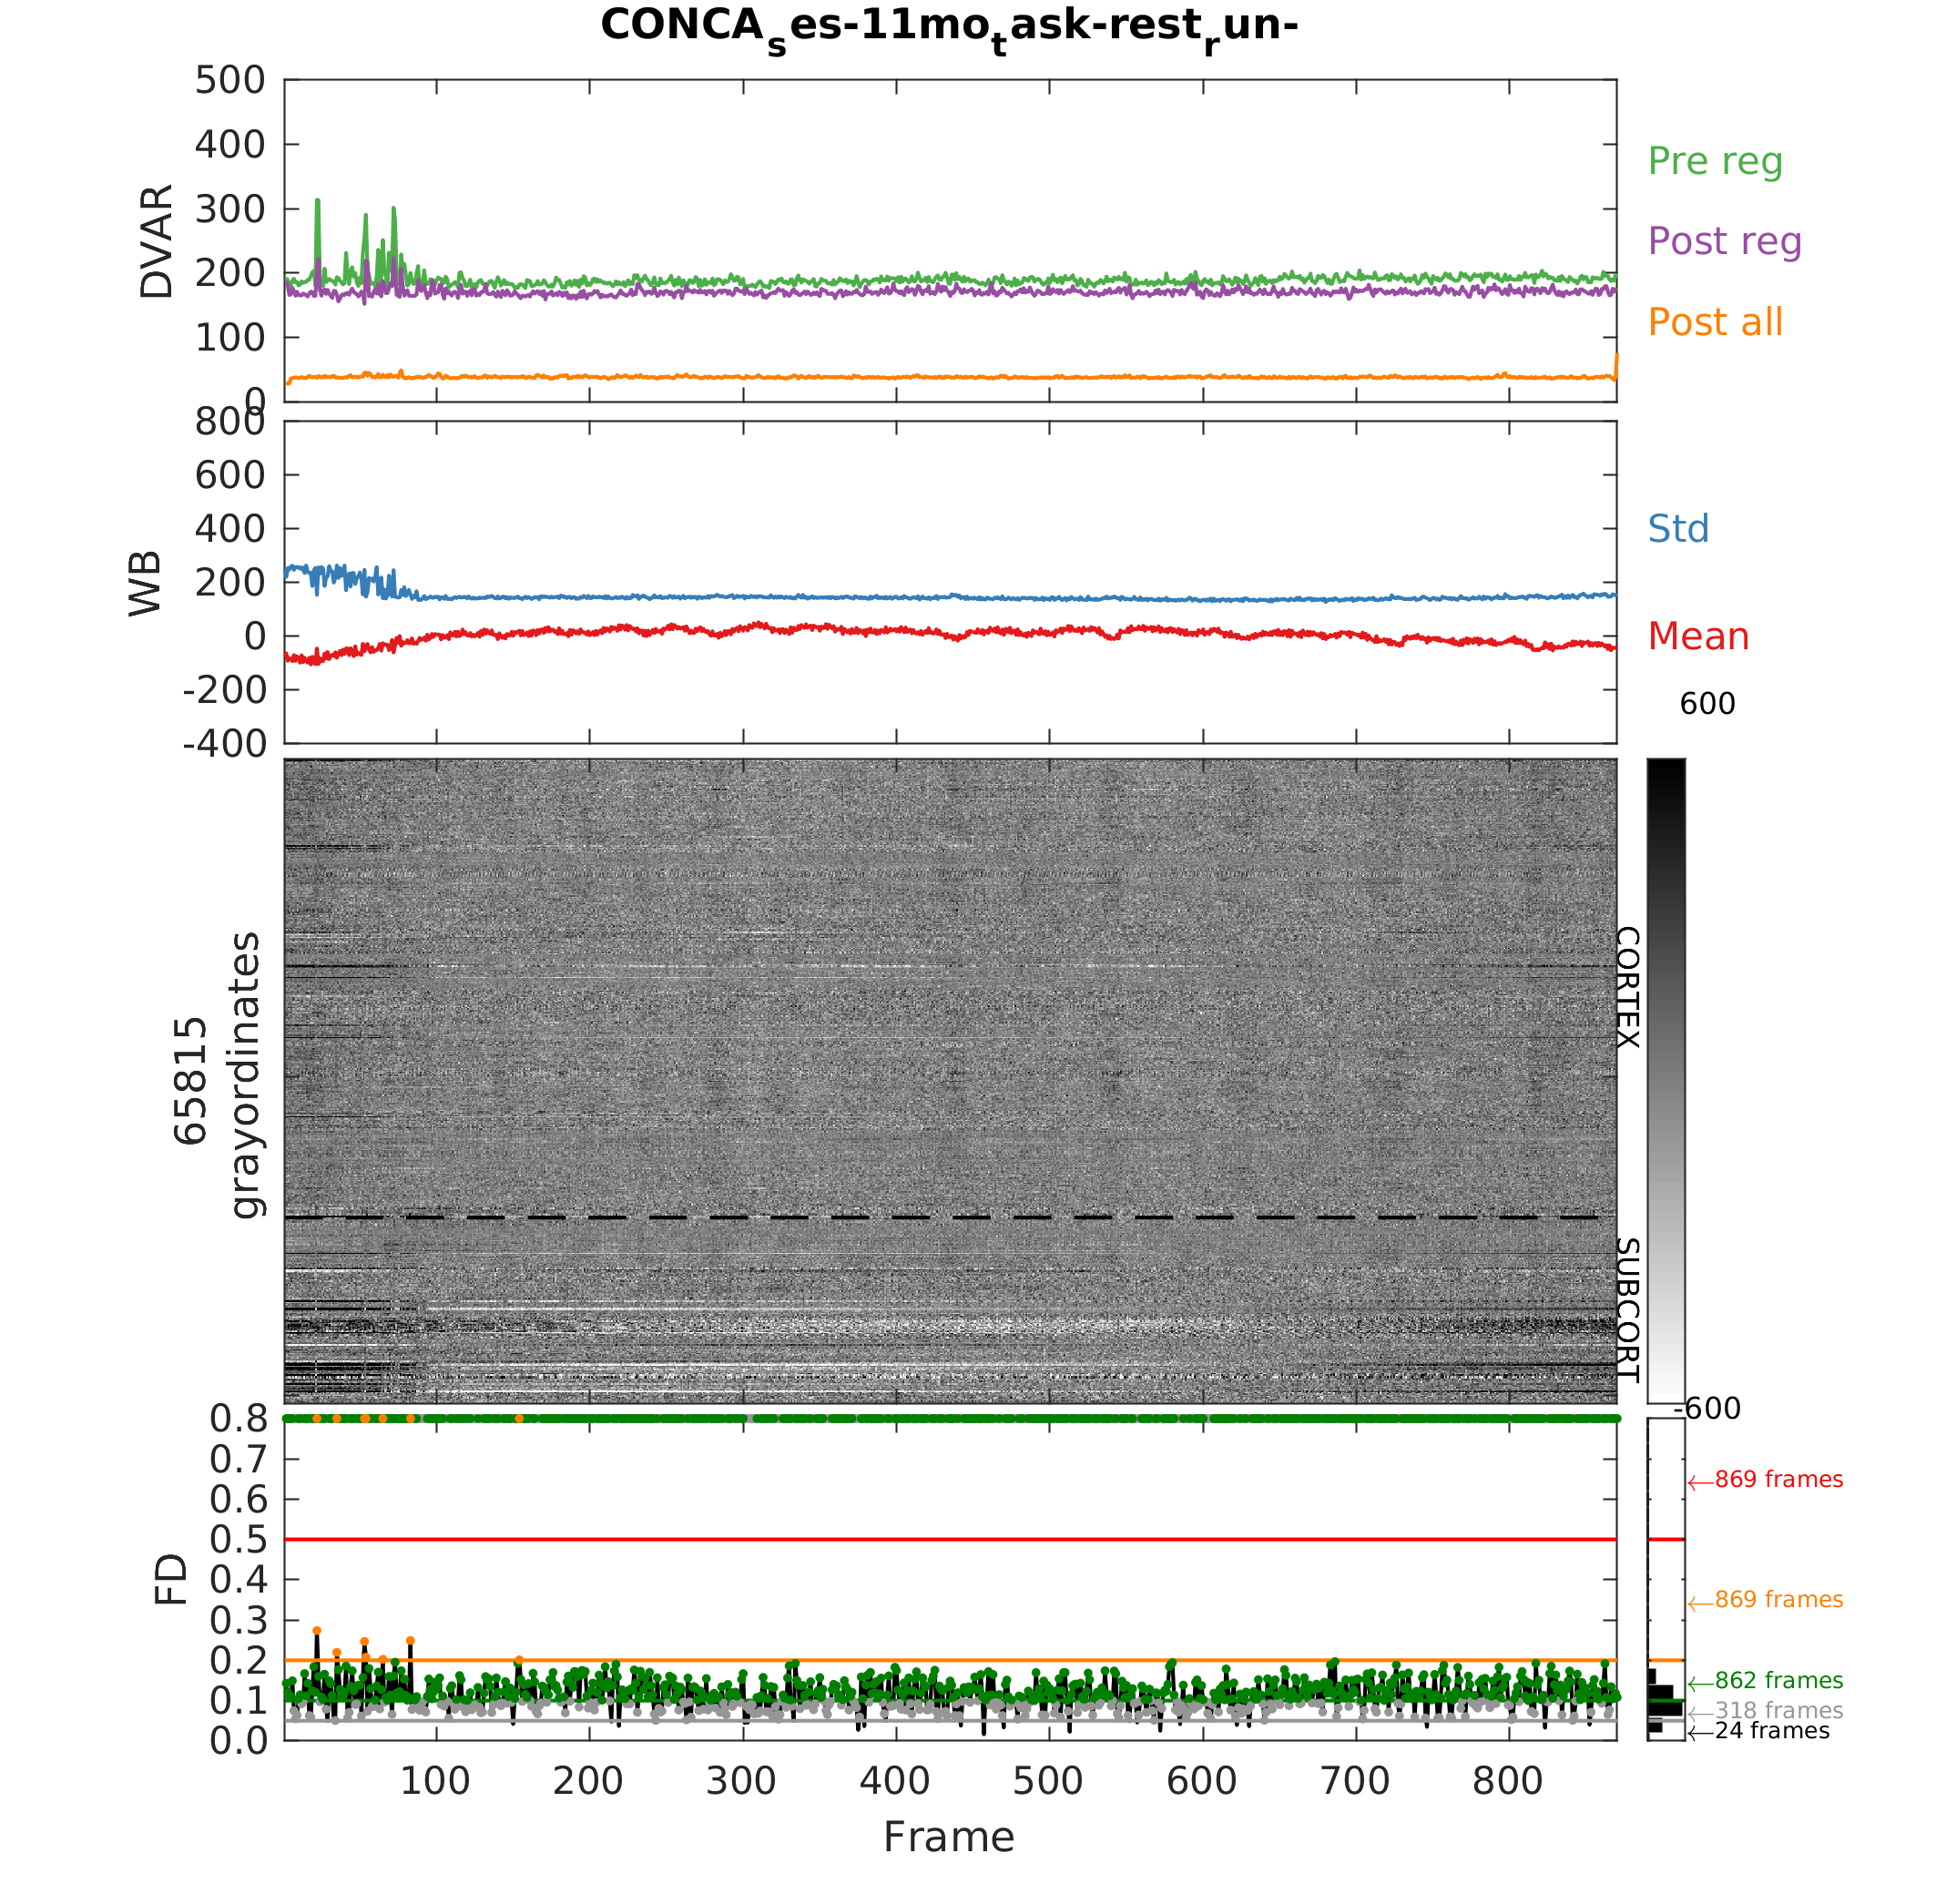 CONCAses-11motask-restrun-
500
400
300
200
100
0
DVAR
Pre reg
Post reg
Post all
800
600
400
200
0
-200
-400
WB
Std
Mean
600
65815
grayordinates
CORTEX
SUBCORT
-600
0.8
0.7
0.6
0.5
0.4
0.3
0.2
0.1
0.0
FD
←869 frames
←869 frames
←862 frames
←318 frames
←24 frames
100 200 300 400 500 600 700 800
Frame